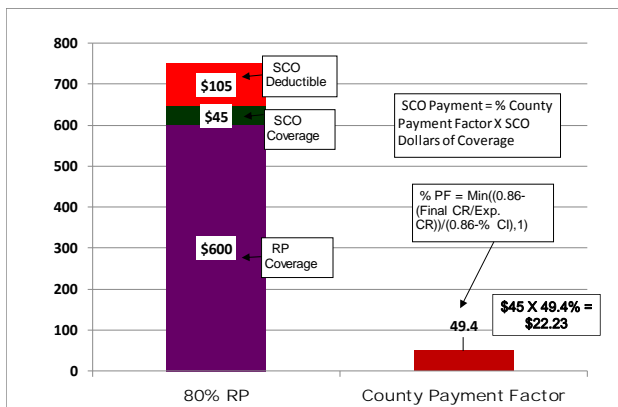 800
700
600
500
400
300
200
100
0
$105
$45
$600
SCO
Deductible
SCO
Coverage
RP
Coverage
SCO Payment = % County
Payment Factor X SCO
Dollars of Coverage
% PF = Min((0.86-
(Final CR/Exp.
CR))/(0.86-% CI),1)
49.4
$45 X 49.4% =
$22.23
80% RP
County Payment Factor